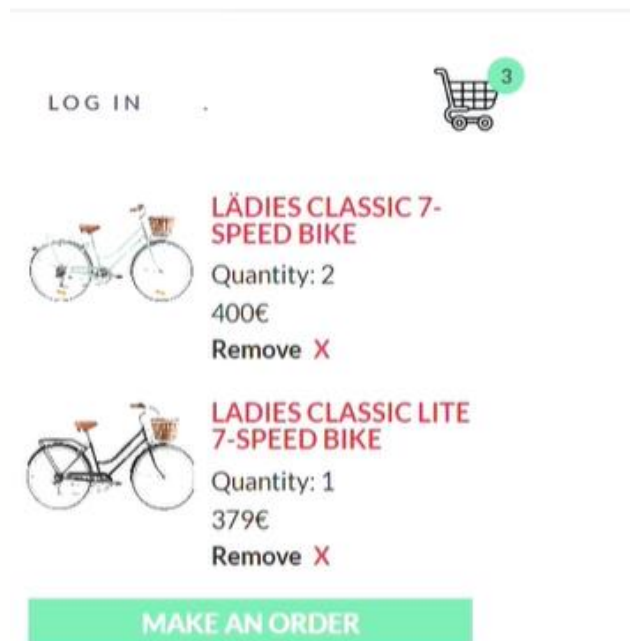 LOG IN
3
LÄDIES CLASSIC 7-
SPEED BIKE
Quantity: 2
400€
Remove X
LADIES CLASSIC LITE
7-SPEED BIKE
Quantity: 1
379€
Remove X
MAKE AN ORDER